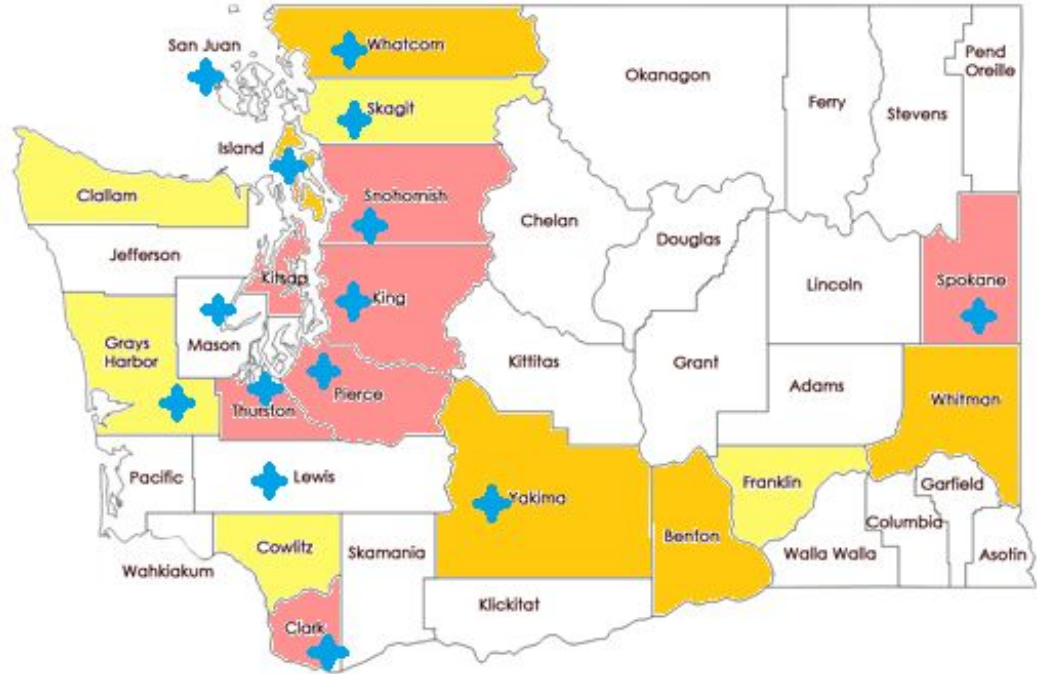 San Juan
Whatcom
Okanagon
Pend
Oreille
Ferry
Stevens
Skagit
Island
Clallam
Snohomish
Chelan
Douglas
Jefferson
Kitsap
King
Lincoln
Spokane
Grays
Harbor
Mason
Kittitas
Grant
Adams
Thurston
Pierce
Whitman
Pacific
Lewis
Yakima
Franklin
Garfield
Columbia
Benton
Cowlitz
Skamania
Walla Walla
Asotin
Wahkiakum
Klickitat
Clark